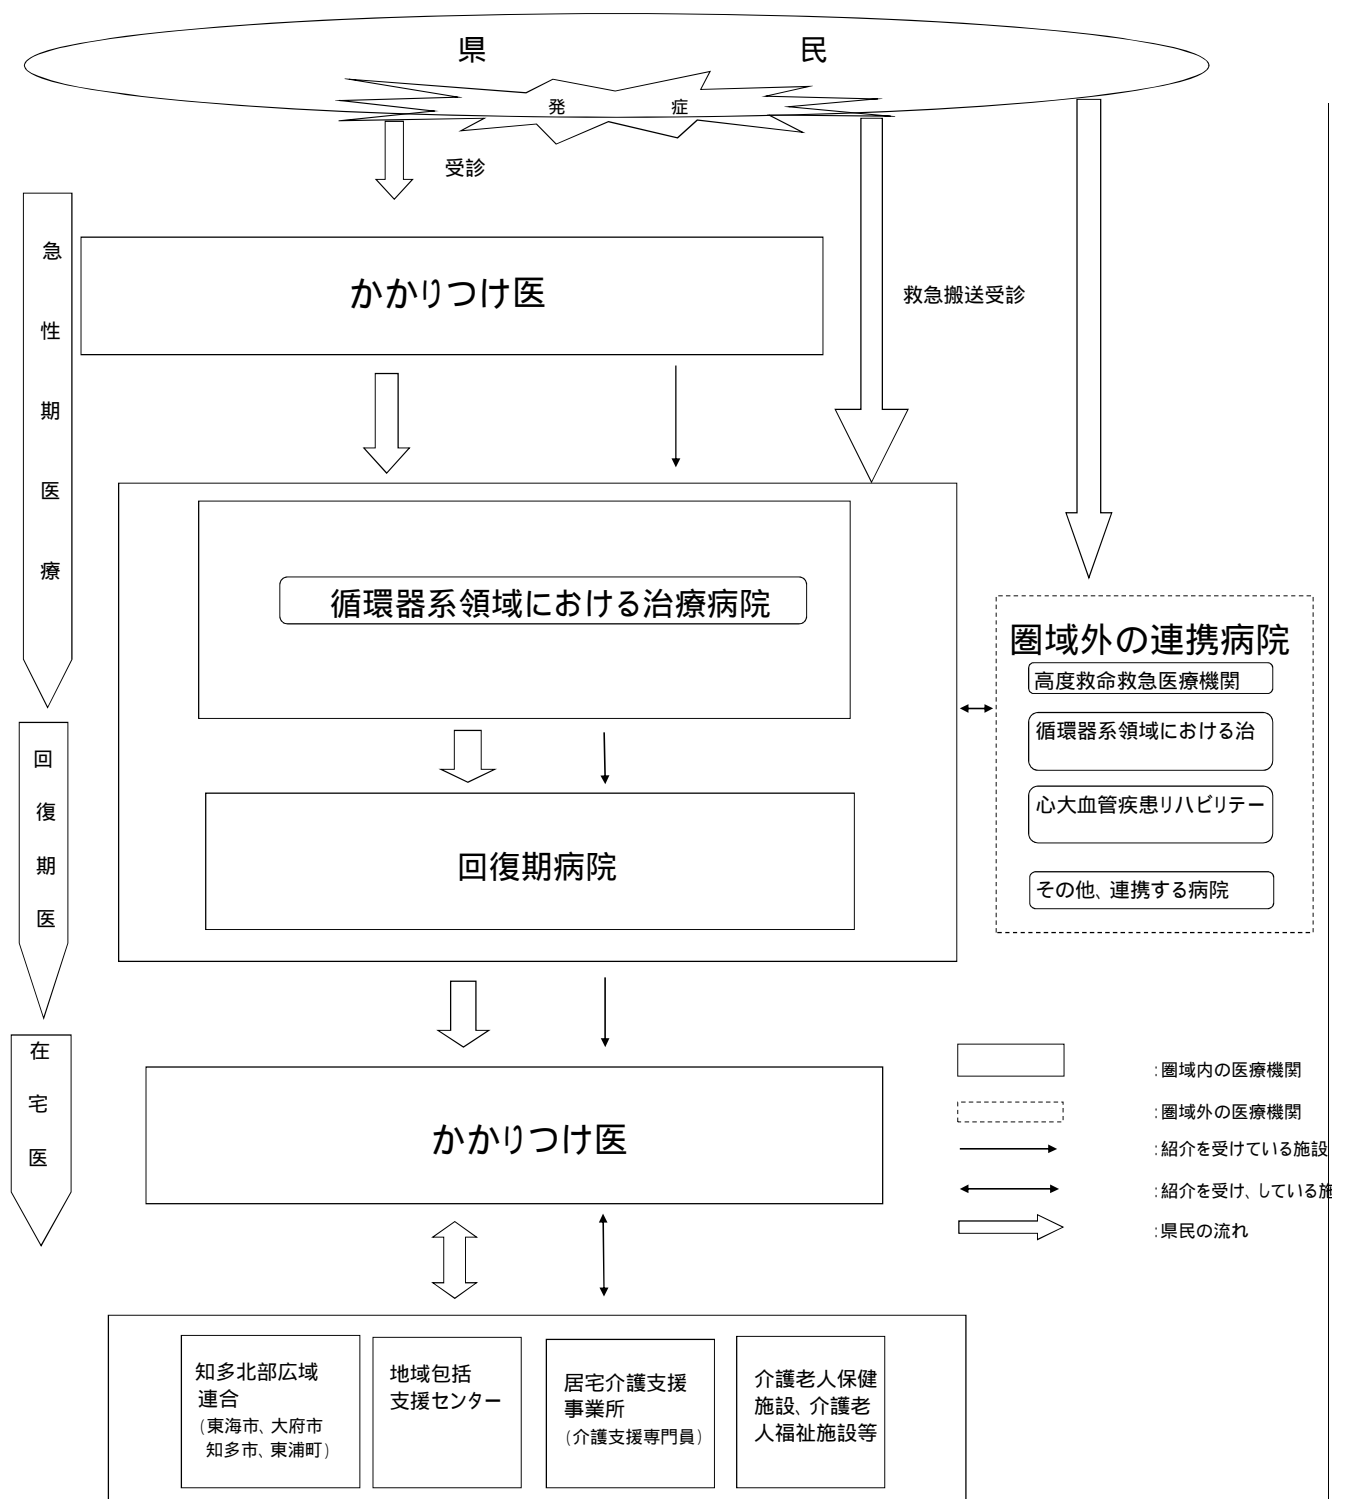 県　民
発　症
受診
急性期医療
かかりつけ医
救急搬送受診
循環器系領域における治療病院
圏域外の連携病院
高度救命救急医療機関
循環器系領域における治
心大血管疾患リハビリテー
その他、連携する病院
回復期医
回復期病院
在宅医
かかりつけ医
:圏域内の医療機関
:圏域外の医療機関
:紹介を受けている施設
:紹介を受け、している施
:県民の流れ
知多北部広域
連合
(東海市、大府市
知多市、東浦町)
地域包括
支援センター
居宅介護支援
事業所
(介護支援専門員)
介護老人保健
施設、介護老
人福祉施設等